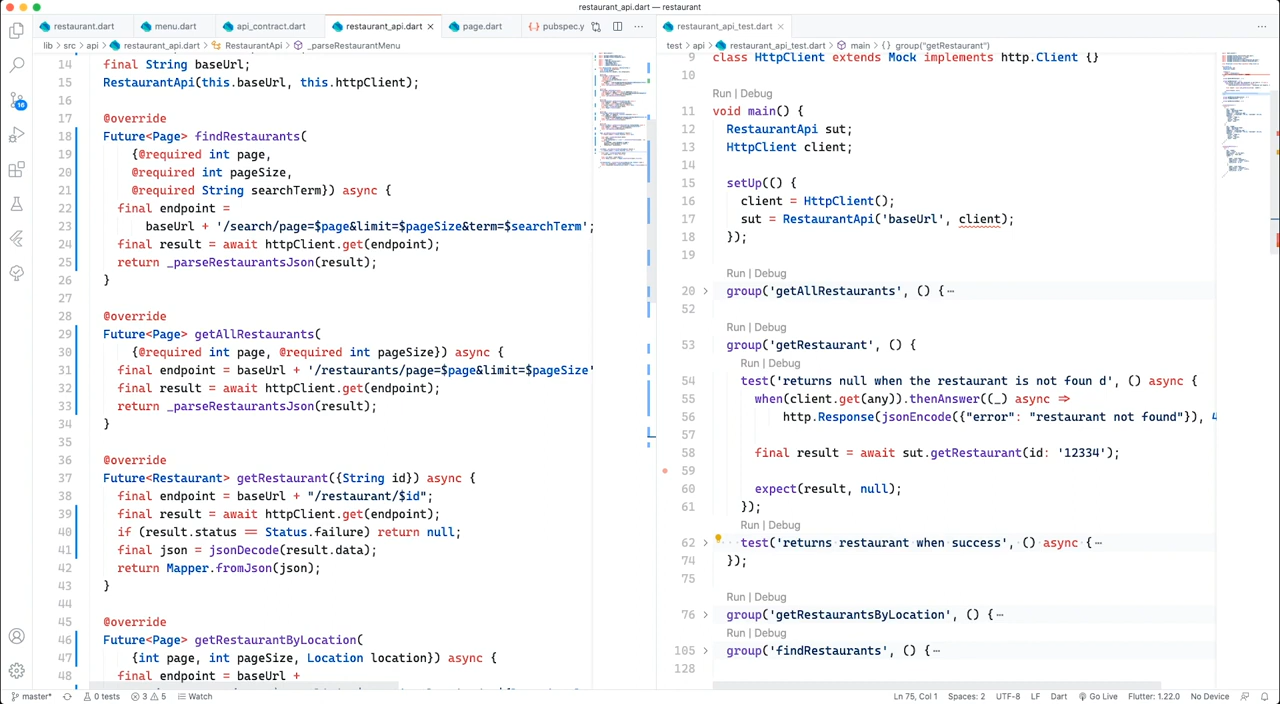 restaurant_api.dart — restaurant
restaurant.dart
menu.dart
api_contract.dart
restaurant_api.dart
page.dart
pubspec.y
restaurant_api_test.dart
lib > src > api > restaurant_api.dart > RestaurantApi > _parseRestaurantMenu
14 final String baseUrl;
15 RestaurantApi(this.baseUrl, this.httpClient);
16
17 @override
18 Future<Page> findRestaurants(
19 {@required int page,
20 @required int pageSize,
21 @required String searchTerm}) async {
22 final endpoint =
23 baseUrl + '/search/page=$page&limit=$pageSize&term=$searchTerm';
24 final result = await httpClient.get(endpoint);
25 return _parseRestaurantsJson(result);
26 }
27
28 @override
29 Future<Page> getAllRestaurants(
30 {@required int page, @required int pageSize}) async {
31 final endpoint = baseUrl + '/restaurants/page=$page&limit=$pageSize'
32 final result = await httpClient.get(endpoint);
33 return _parseRestaurantsJson(result);
34 }
35
36 @override
37 Future<Restaurant> getRestaurant({String id}) async {
38 final endpoint = baseUrl + "/restaurant/$id";
39 final result = await httpClient.get(endpoint);
40 if (result.status == Status.failure) return null;
41 final json = jsonDecode(result.data);
42 return Mapper.fromJson(json);
43 }
44
45 @override
46 Future<Page> getRestaurantByLocation(
47 {int page, int pageSize, Location location}) async {
48 final endpoint = baseUrl +
test > api > restaurant_api_test.dart > main > group("getRestaurant")
9 class HttpClient extends Mock implements http.Client {}
10
Run | Debug
11 void main() {
12 RestaurantApi sut;
13 HttpClient client;
14
15 setUp(() {
16 client = HttpClient();
17 sut = RestaurantApi('baseUrl', client);
18 });
19
Run | Debug
20 group('getAllRestaurants', () {⋯
52
Run | Debug
53 group('getRestaurant', () {
Run | Debug
54 test('returns null when the restaurant is not foun d', () async {
55 when(client.get(any)).thenAnswer((_) async =>
56 http.Response(jsonEncode({"error": "restaurant not found"}), 4
57
58 final result = await sut.getRestaurant(id: '12334');
59
60 expect(result, null);
61 });
Run | Debug
62 test('returns restaurant when success', () async {⋯
74 });
75
Run | Debug
76 group('getRestaurantsByLocation', () {⋯
Run | Debug
105 group('findRestaurants', () {⋯
128
16
master* 0 tests 3 5 Watch Ln 75, Col 1 Spaces: 2 UTF-8 LF Dart Go Live Flutter: 1.22.0 No Device